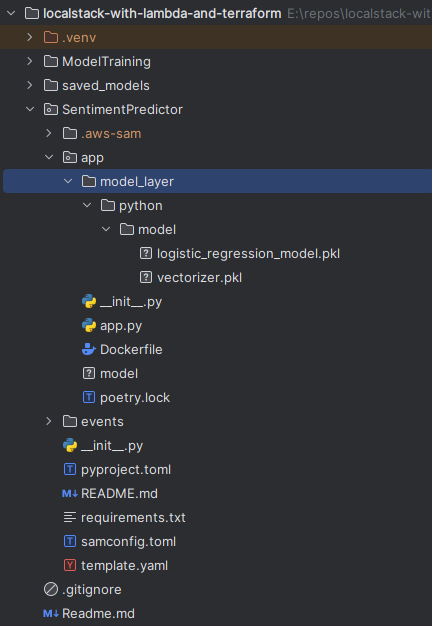 localstack-with-lambda-and-terraform E:\repos\localstack-wit
.venv
ModelTraining
saved_models
SentimentPredictor
.aws-sam
app
model_layer
python
model
logistic_regression_model.pkl
vectorizer.pkl
__init__.py
app.py
Dockerfile
model
poetry.lock
events
__init__.py
pyproject.toml
README.md
requirements.txt
samconfig.toml
template.yaml
.gitignore
Readme.md